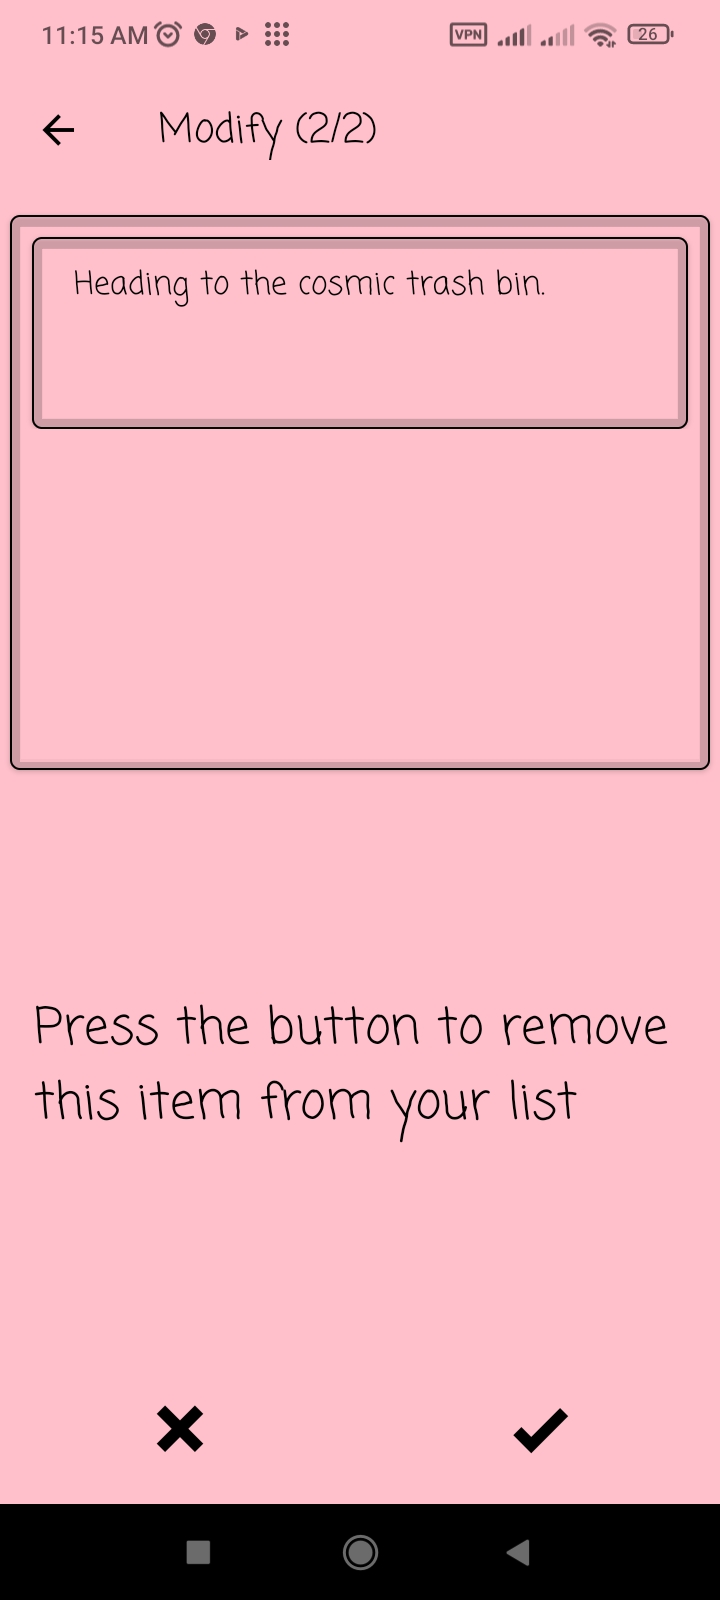 11:15 AM VPN 26
Modify (2/2)
Heading to the cosmic trash bin.
Press the button to remove
this item from your list